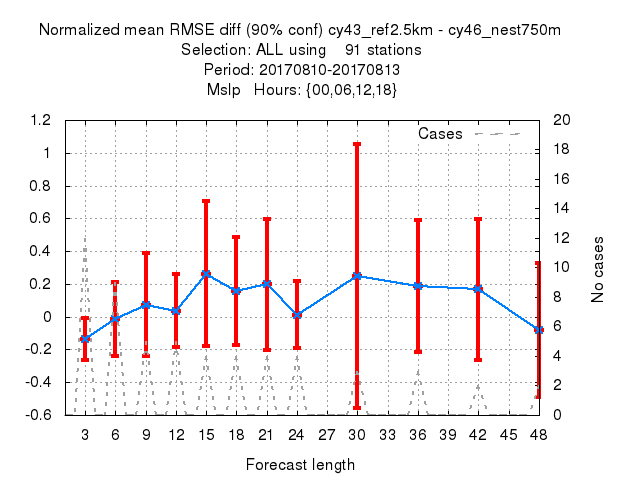 Normalized mean RMSE diff (90% conf) cy43_ref2.5km - cy46_nest750m
Selection: ALL using    91 stations
Period: 20170810-20170813
Mslp   Hours: {00,06,12,18}
Cases
1.2
1
0.8
0.6
0.4
0.2
0
-0.2
-0.4
-0.6
20
18
16
14
12
10
8
6
4
2
0
No cases
3 6 9 12 15 18 21 24 27 30 33 36 39 42 45 48
Forecast length